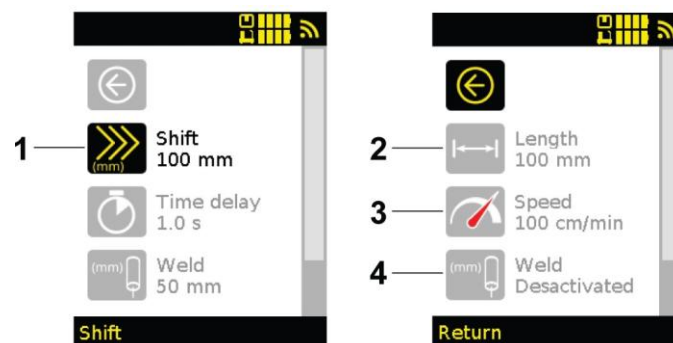 1
Shift
100 mm
(mm)
Time delay
1.0 s
(mm)
Weld
50 mm
Shift
2
Length
100 mm
3
Speed
100 cm/min
4
(mm)
Weld
Desactivated
Return